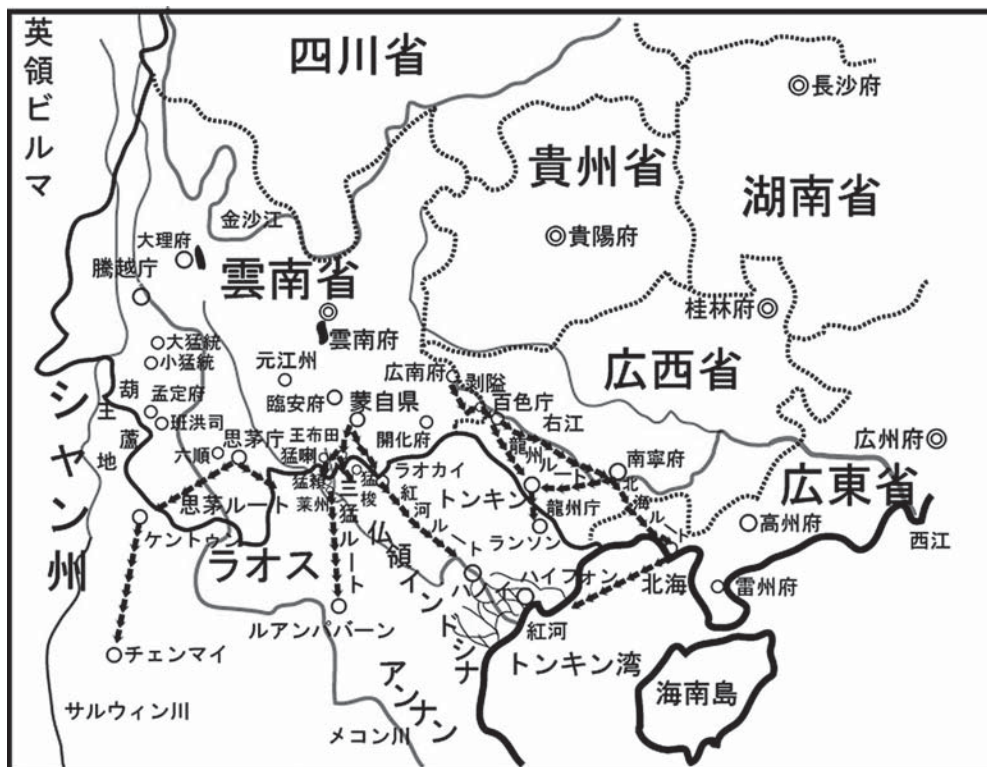 英領ビルマ
四川省
◎長沙府
貴州省
湖南省
金沙江
◎貴陽府
大理府
騰越庁
雲南省
桂林府◎
雲南府
大猛統
小猛統
元江州
広南府
剥隘
広西省
シャン州
葫蘆王地
孟定府
班洪司
臨安府
蒙自県
百色庁
右江
広州府◎
思茅庁
王布田
開化府
龍州ルート
六順
猛喇
猛賴
猛梭
ラオカイ
南寧府
広東省
莱州
三猛ルート
紅河ルート
トンキン
龍州庁
北海ルート
思茅ルート
高州府
ケントゥン
ランソン
西江
ラオス
仏領インドシナ
ハノイ
ハイフォン
北海
雷州府
ルアンパバーン
紅河
チェンマイ
トンキン湾
アンナン
海南島
サルウィン川
メコン川